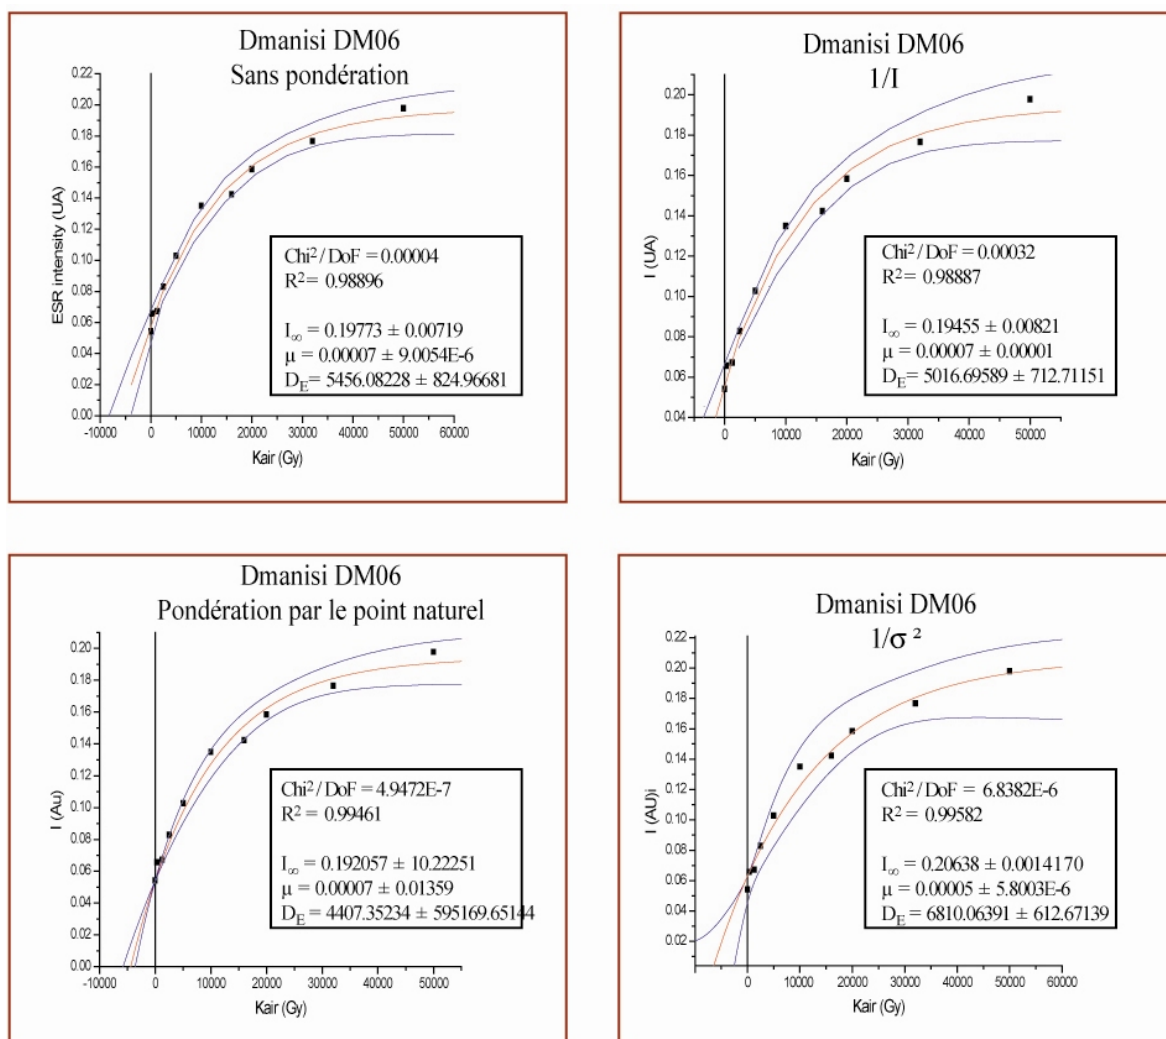 Dmanisi DM06
Sans pondération
0.22
0.20
0.18
0.16
0.14
0.12
0.10
0.08
0.06
0.04
0.02
0.00
ESR intensity (UA)
Chi²/DoF = 0.00004
R² = 0.98896
I∞ = 0.19773 ± 0.00719
μ = 0.00007 ± 9.0054E-6
D_E = 5456.08228 ± 824.96681
-10000 0 10000 20000 30000 40000 50000 60000
Kair (Gy)
Dmanisi DM06
1/I
0.20
0.18
0.16
0.14
0.12
0.10
0.08
0.06
0.04
I (UA)
Chi²/DoF = 0.00032
R² = 0.98887
I∞ = 0.19455 ± 0.00821
μ = 0.00007 ± 0.00001
D_E = 5016.69589 ± 712.71151
0 10000 20000 30000 40000 50000
Kair (Gy)
Dmanisi DM06
Pondération par le point naturel
0.20
0.18
0.16
0.14
0.12
0.10
0.08
0.06
0.04
0.02
0.00
I (Au)
Chi²/DoF = 4.9472E-7
R² = 0.99461
I∞ = 0.192057 ± 10.22251
μ = 0.00007 ± 0.01359
D_E = 4407.35234 ± 595169.65144
-10000 0 10000 20000 30000 40000 50000
Kair (Gy)
Dmanisi DM06
1/σ²
0.22
0.20
0.18
0.16
0.14
0.12
0.10
0.08
0.06
0.04
0.02
I (AU)i
Chi²/DoF = 6.8382E-6
R² = 0.99582
I∞ = 0.20638 ± 0.0014170
μ = 0.00005 ± 5.8003E-6
D_E = 6810.06391 ± 612.67139
-10000 0 10000 20000 30000 40000 50000 60000
Kair (Gy)